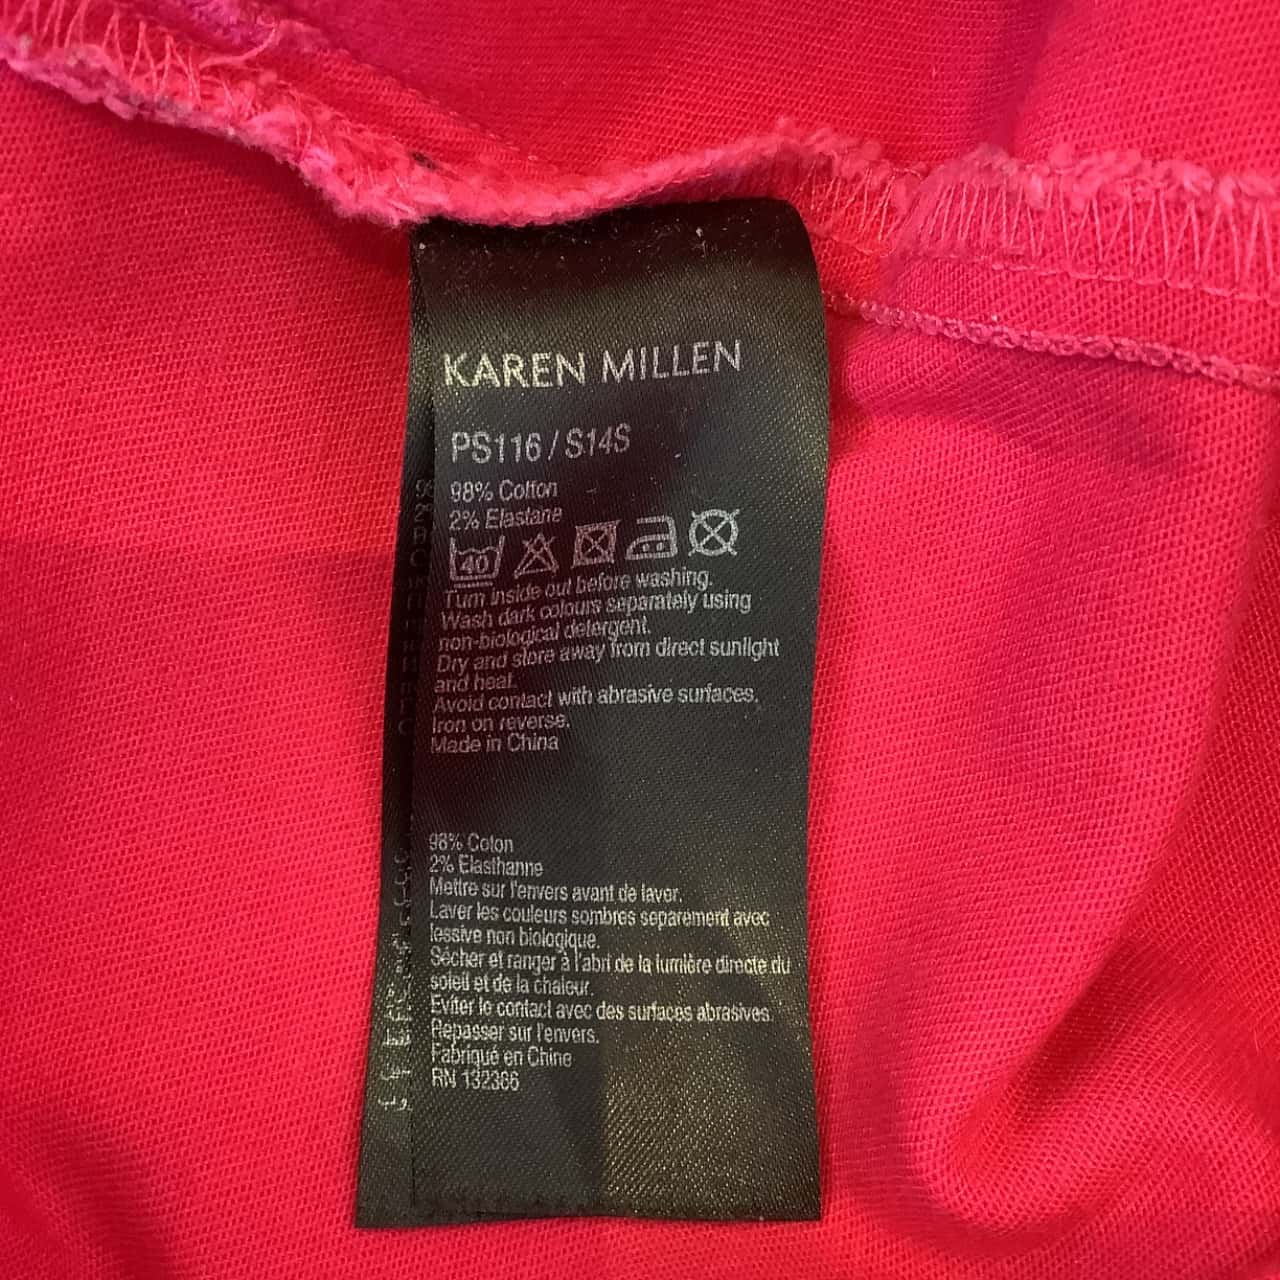 KAREN MILLEN
PS116 / S14S
98% Cotton
2% Elastane
40
Turn inside out before washing.
Wash dark colours separately using
non-biological detergent.
Dry and store away from direct sunlight
and heat.
Avoid contact with abrasive surfaces.
Iron on reverse.
Made in China
98% Coton
2% Elasthanne
Mettre sur l'envers avant de laver.
Laver les couleurs sombres séparément avec
lessive non biologique.
Sécher et ranger à l'abri de la lumière directe du
soleil et de la chaleur.
Eviter le contact avec des surfaces abrasives.
Repasser sur l'envers.
Fabriqué en Chine
RN 132366